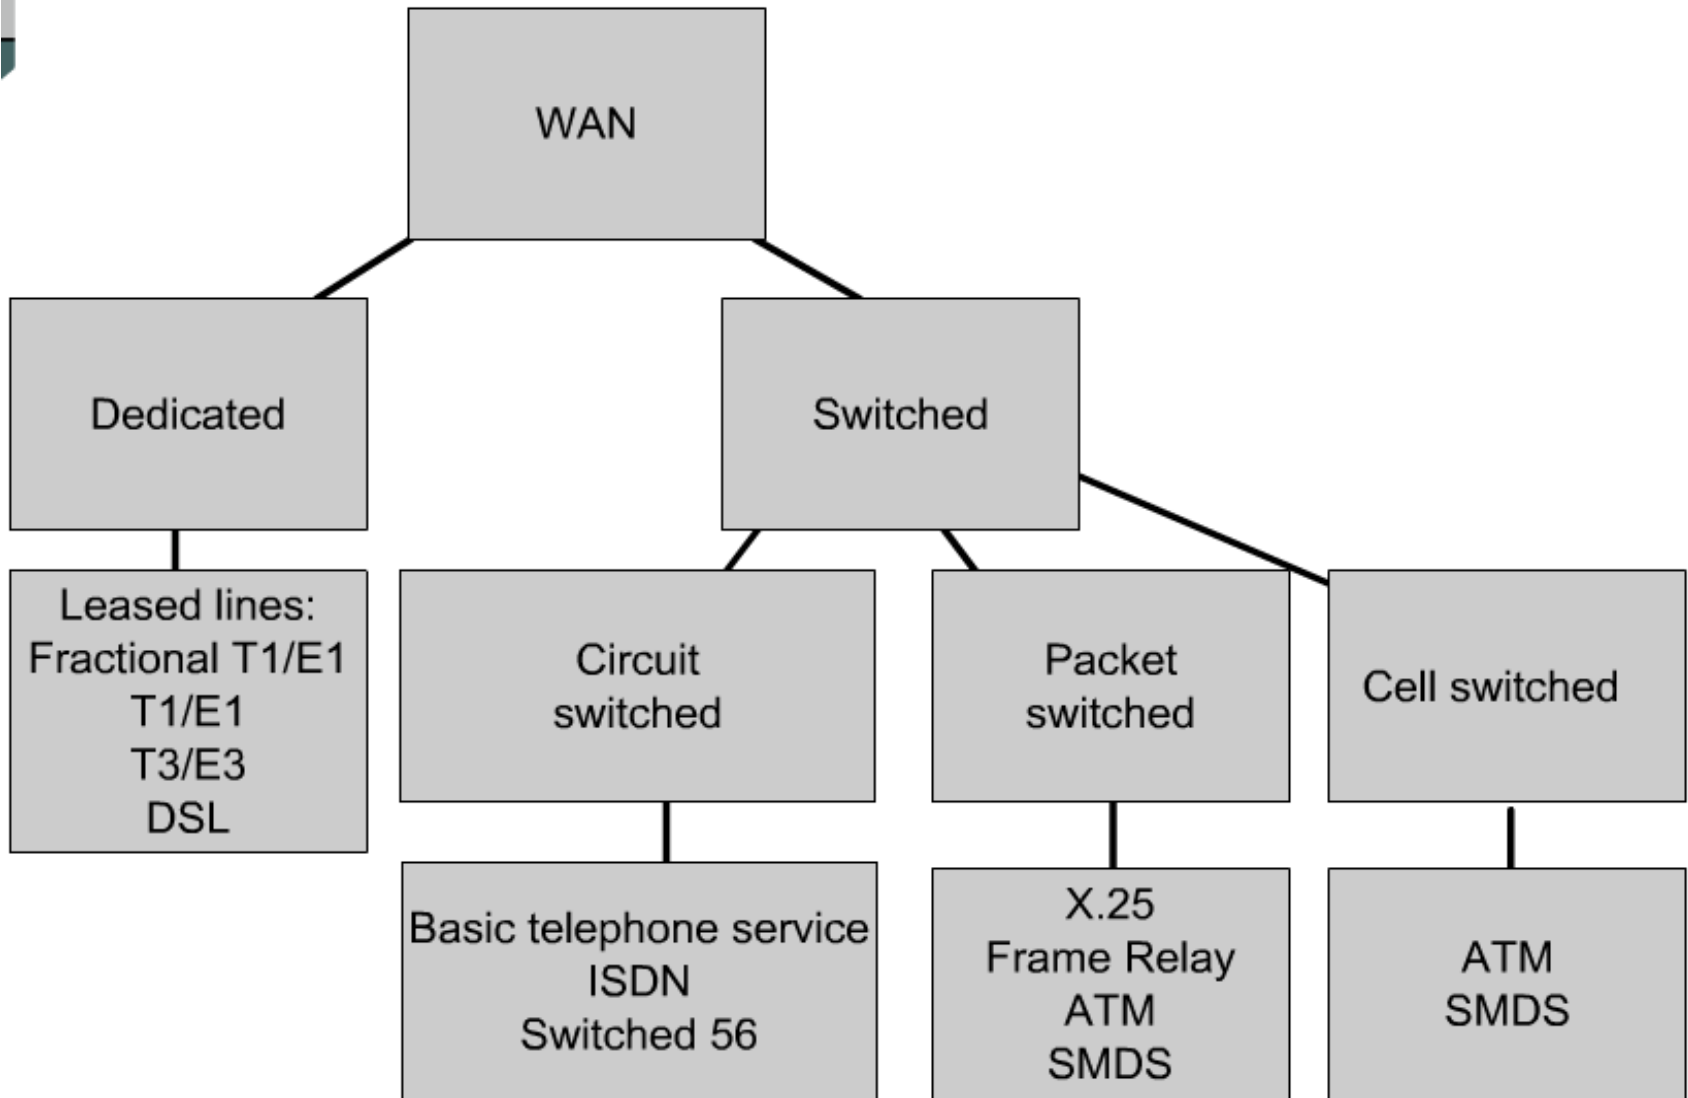 WAN
Dedicated
Switched
Leased lines:
Fractional T1/E1
T1/E1
T3/E3
DSL
Circuit
switched
Packet
switched
Cell switched
Basic telephone service
ISDN
Switched 56
X.25
Frame Relay
ATM
SMDS
ATM
SMDS